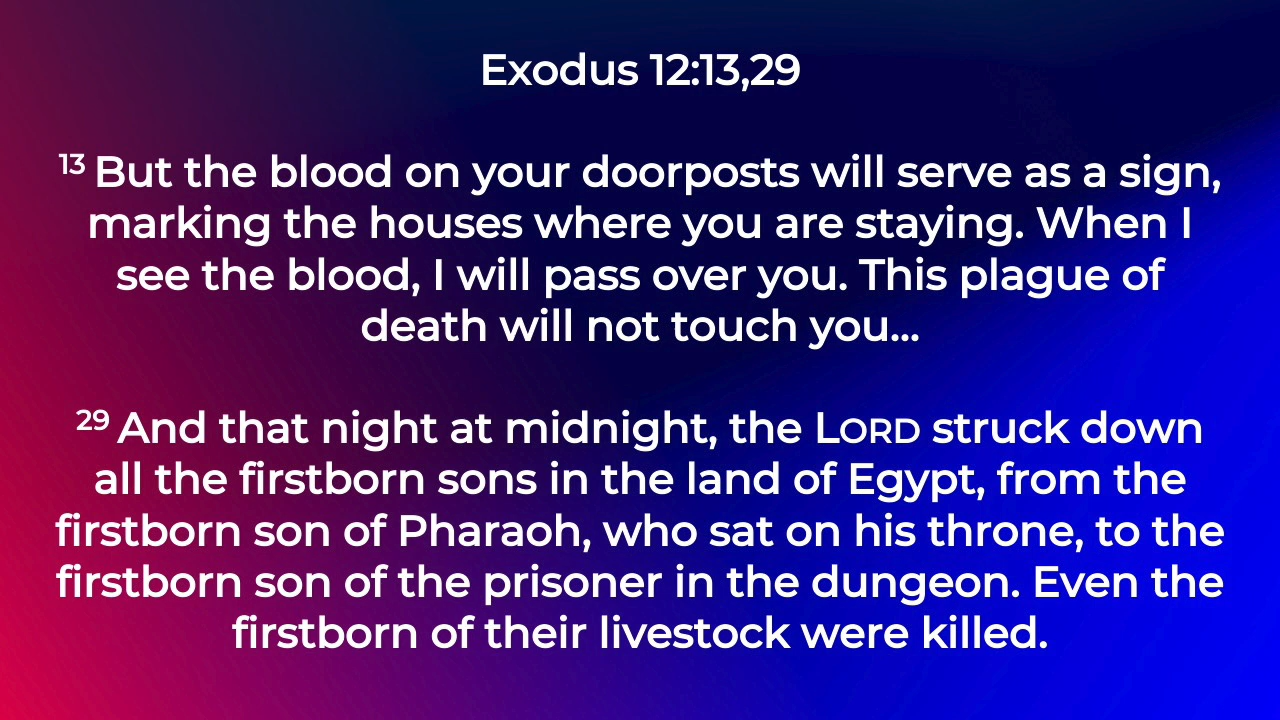 Exodus 12:13,29
13 But the blood on your doorposts will serve as a sign,
marking the houses where you are staying. When I
see the blood, I will pass over you. This plague of
death will not touch you...
29 And that night at midnight, the LORD struck down
all the firstborn sons in the land of Egypt, from the
firstborn son of Pharaoh, who sat on his throne, to the
firstborn son of the prisoner in the dungeon. Even the
firstborn of their livestock were killed.